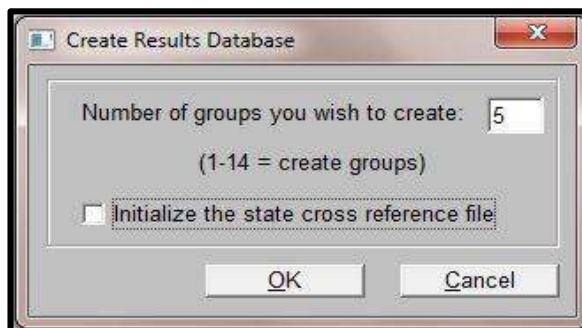 Create Results Database
Number of groups you wish to create: 5
(1-14 = create groups)
Initialize the state cross reference file
OK Cancel